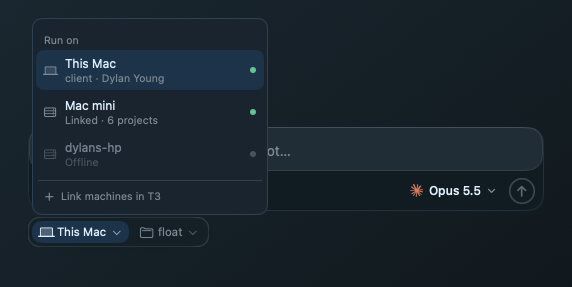 Run on
This Mac
client · Dylan Young
Mac mini
Linked · 6 projects
dylans-hp
Offline
+ Link machines in T3
ot...
Opus 5.5
This Mac
float